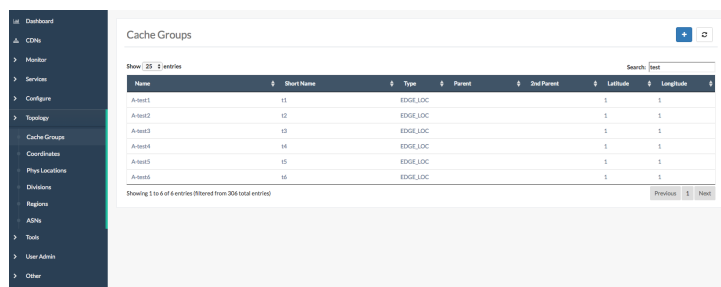 Dashboard
CDNs
Monitor
Services
Configure
Topology
Cache Groups
Coordinates
Phys Locations
Divisions
Regions
ASNs
Tools
User Admin
Other
Cache Groups
Show 25 entries
Search: test
Name Short Name Type Parent 2nd Parent Latitude Longitude
A-test1 t1 EDGE_LOC 1 1
A-test2 t2 EDGE_LOC 1 1
A-test3 t3 EDGE_LOC 1 1
A-test4 t4 EDGE_LOC 1 1
A-test5 t5 EDGE_LOC 1 1
A-test6 t6 EDGE_LOC 1 1
Showing 1 to 6 of 6 entries (filtered from 306 total entries)
Previous 1 Next